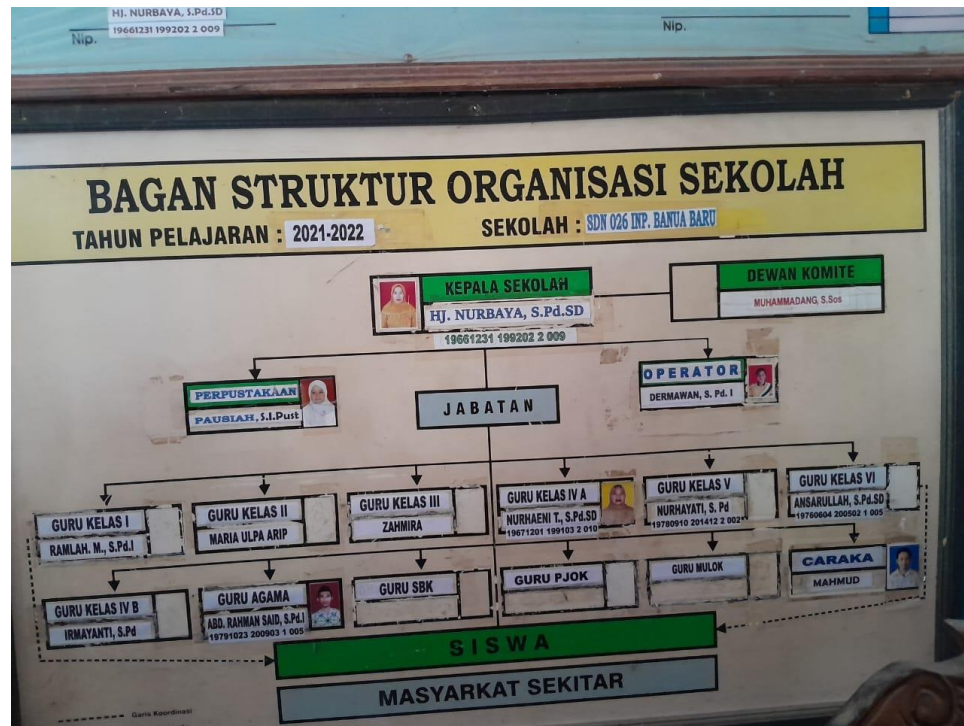 HJ. NURBAYA, S.Pd.SD
Nip. 19661231 199202 2 009
Nip.
BAGAN STRUKTUR ORGANISASI SEKOLAH
TAHUN PELAJARAN : 2021-2022
SEKOLAH : SDN 026 INP. BANUA BARU
KEPALA SEKOLAH
HJ. NURBAYA, S.Pd.SD
19661231 199202 2 009
DEWAN KOMITE
MUHAMMADANG, S.Sos
PERPUSTAKAAN
PAUSIAH, S.I.Pust
JABATAN
OPERATOR
DERMAWAN, S. Pd. I
GURU KELAS I
RAMLAH. M., S.Pd.I
GURU KELAS II
MARIA ULPA ARIP
GURU KELAS III
ZAHMIRA
GURU KELAS IV A
NURHAENI T., S.Pd.SD
19671201 199103 2 010
GURU KELAS V
NURHAYATI, S. Pd
19780910 201412 2 002
GURU KELAS VI
ANSARULLAH, S.Pd.SD
19780604 200502 1 005
GURU KELAS IV B
IRMAYANTI, S.Pd
GURU AGAMA
ABD. RAHMAN SAID, S.Pd.I
19791023 200903 1 005
GURU SBK
GURU PJOK
GURU MULOK
CARAKA
MAHMUD
SISWA
MASYARKAT SEKITAR
Garis Koordinasi